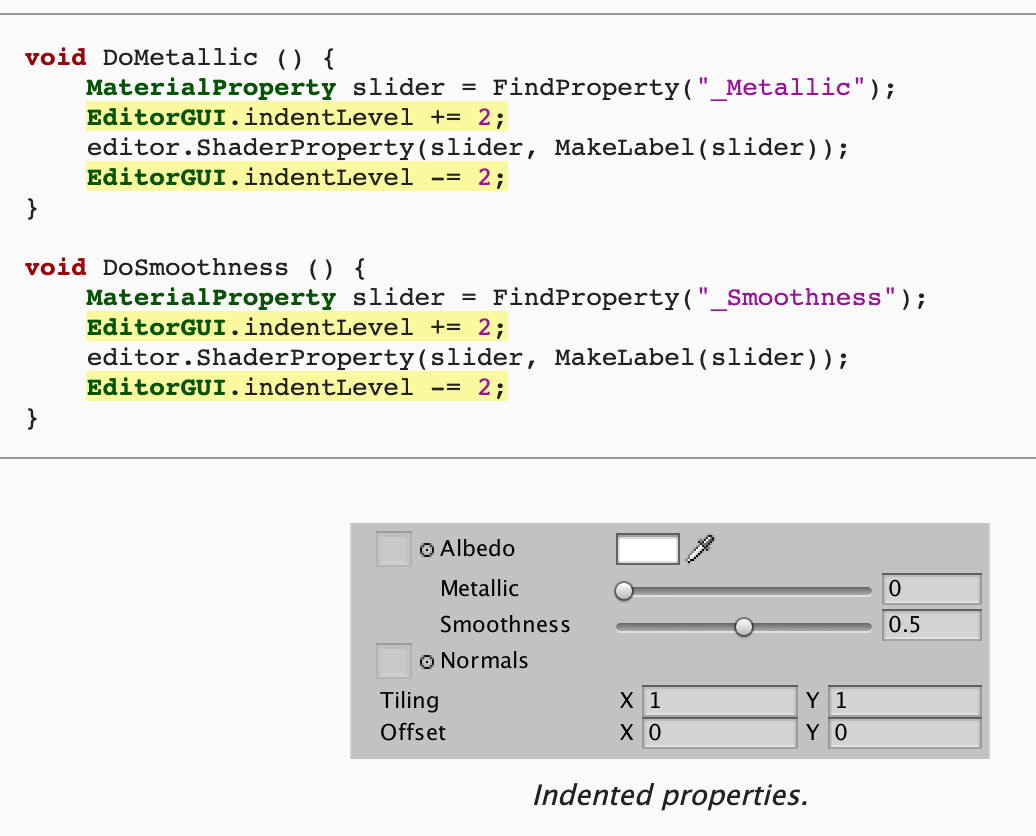 void DoMetallic () {
MaterialProperty slider = FindProperty("_Metallic");
EditorGUI.indentLevel += 2;
editor.ShaderProperty(slider, MakeLabel(slider));
EditorGUI.indentLevel -= 2;
}
void DoSmoothness () {
MaterialProperty slider = FindProperty("_Smoothness");
EditorGUI.indentLevel += 2;
editor.ShaderProperty(slider, MakeLabel(slider));
EditorGUI.indentLevel -= 2;
}
Albedo
Metallic 0
Smoothness 0.5
Normals
Tiling X 1 Y 1
Offset X 0 Y 0
Indented properties.